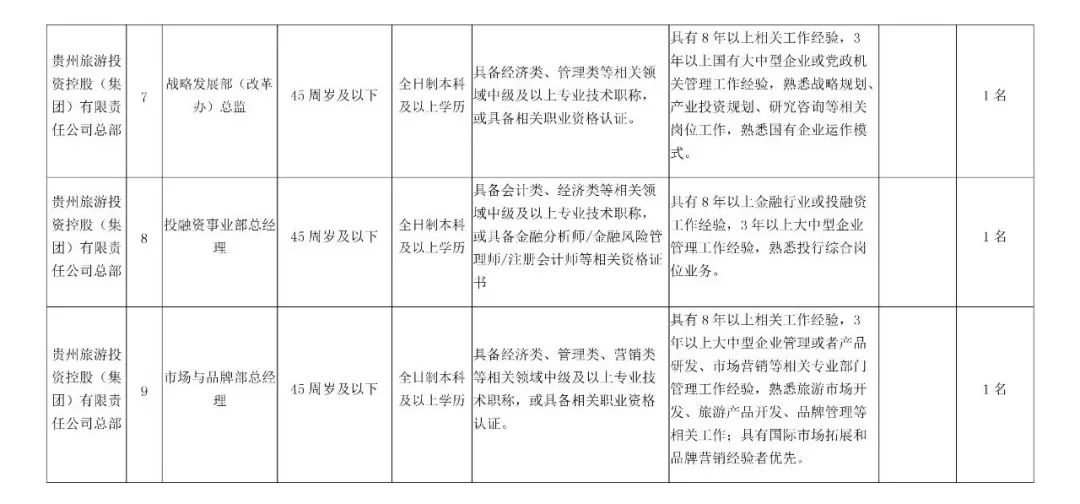 贵州旅游投
资控股（集
团）有限责
任公司总部
7
战略发展部（改革
办）总监
45 周岁及以下
全日制本科
及以上学历
具备经济类、管理类等相关领
域中级及以上专业技术职称，
或具备相关职业资格认证。
具有 8 年以上相关工作经验，3
年以上国有大中型企业或党政机
关管理工作经验，熟悉战略规划、
产业投资规划、研究咨询等相关
岗位工作，熟悉国有企业运作模
式。
1 名
贵州旅游投
资控股（集
团）有限责
任公司总部
8
投融资事业部总经
理
45 周岁及以下
全日制本科
及以上学历
具备会计类、经济类等相关领
域中级及以上专业技术职称，
或具备金融分析师/金融风险管
理师/注册会计师等相关资格证
书
具有 8 年以上金融行业或投融资
工作经验，3 年以上大中型企业
管理工作经验，熟悉投行综合岗
位业务。
1 名
贵州旅游投
资控股（集
团）有限责
任公司总部
9
市场与品牌部总经
理
45 周岁及以下
全日制本科
及以上学历
具备经济类、管理类、营销类
等相关领域中级及以上专业技
术职称，或具备相关职业资格
认证。
具有 8 年以上相关工作经验，3
年以上大中型企业管理或者产品
研发、市场营销等相关专业部门
管理工作经验，熟悉旅游市场开
发、旅游产品开发、品牌管理等
相关工作；具有国际市场拓展和
品牌营销经验者优先。
1 名